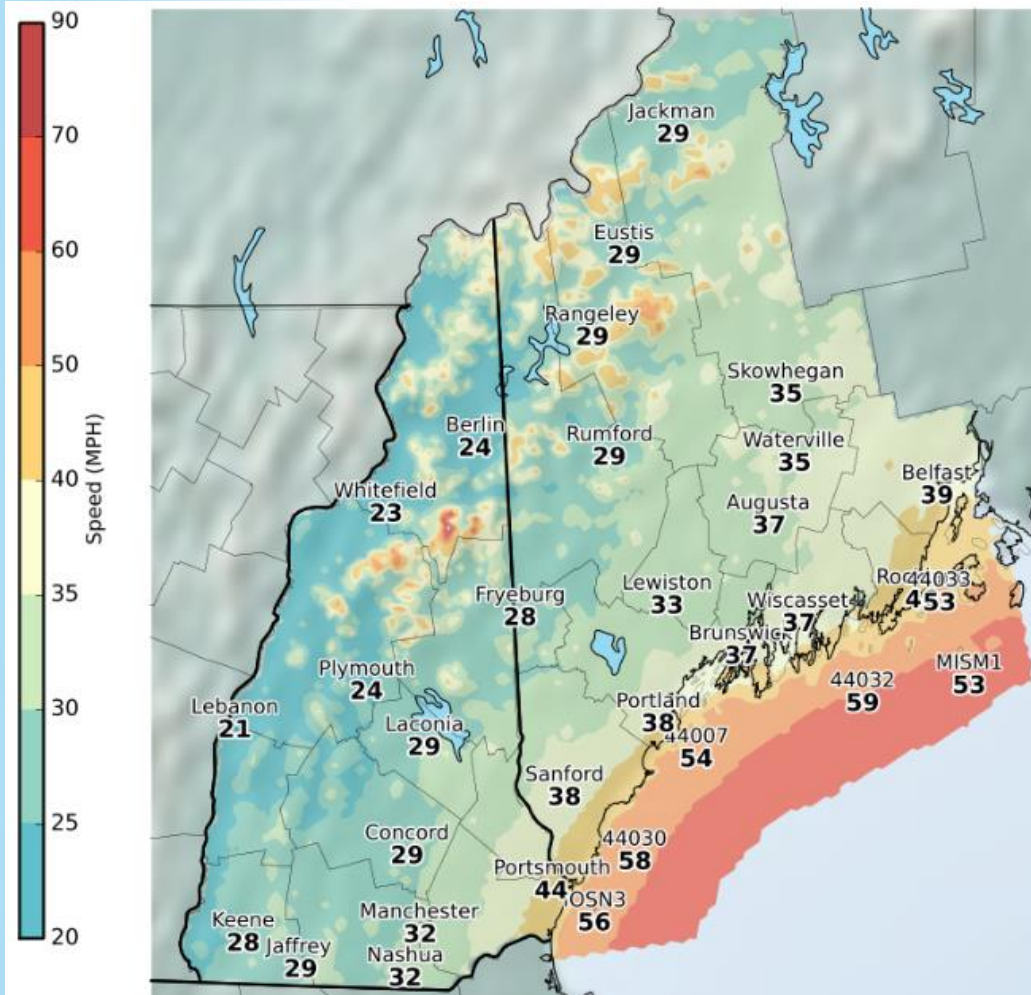 90
70
60
50
40
35
30
25
20
Speed (MPH)
Jackman
29
Eustis
29
Rangeley
29
Skowhegan
35
Berlin
24
Rumford
29
Waterville
35
Belfast
39
Whitefield
23
Augusta
37
Fryeburg
28
Lewiston
33
44033
53
Wiscasset
37
Brunswick
37
Plymouth
24
Lebanon
21
Laconia
29
Portland
38
44007
54
44032
59
MISM1
53
Sanford
38
Concord
29
44030
58
Portsmouth
44
IOSN3
56
Keene
28
Jaffrey
29
Manchester
32
Nashua
32